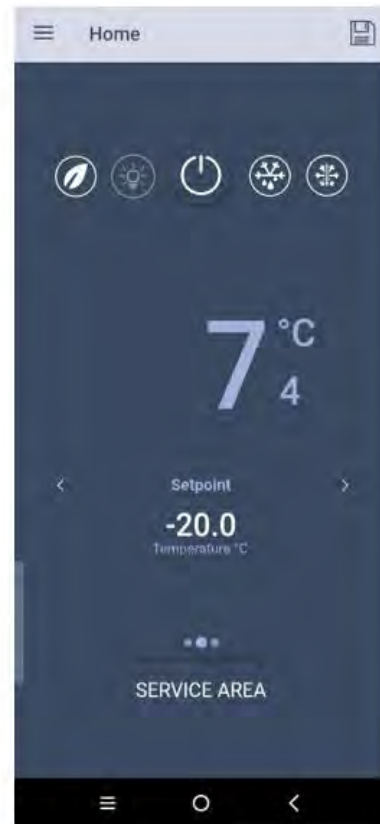 Home
7 °C
4
Setpoint
-20.0
Temperature °C
SERVICE AREA